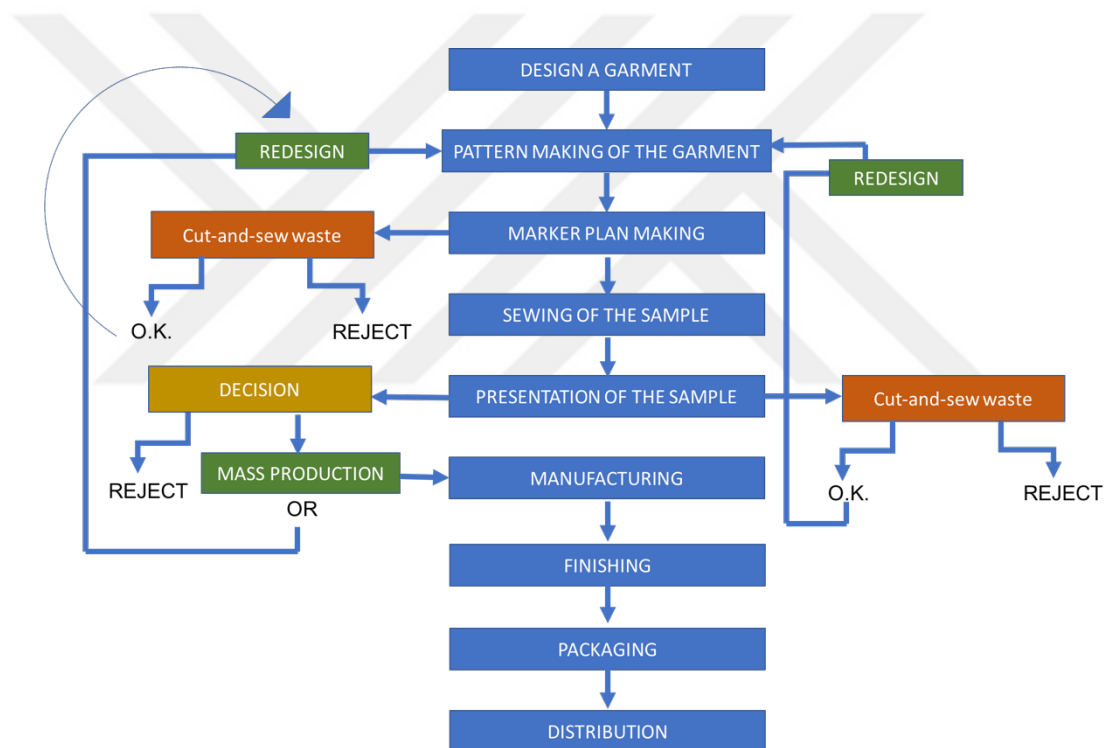 DESIGN A GARMENT
REDESIGN
PATTERN MAKING OF THE GARMENT
REDESIGN
Cut-and-sew waste
MARKER PLAN MAKING
O.K.
REJECT
SEWING OF THE SAMPLE
DECISION
PRESENTATION OF THE SAMPLE
Cut-and-sew waste
REJECT
MASS PRODUCTION
OR
MANUFACTURING
O.K.
REJECT
FINISHING
PACKAGING
DISTRIBUTION